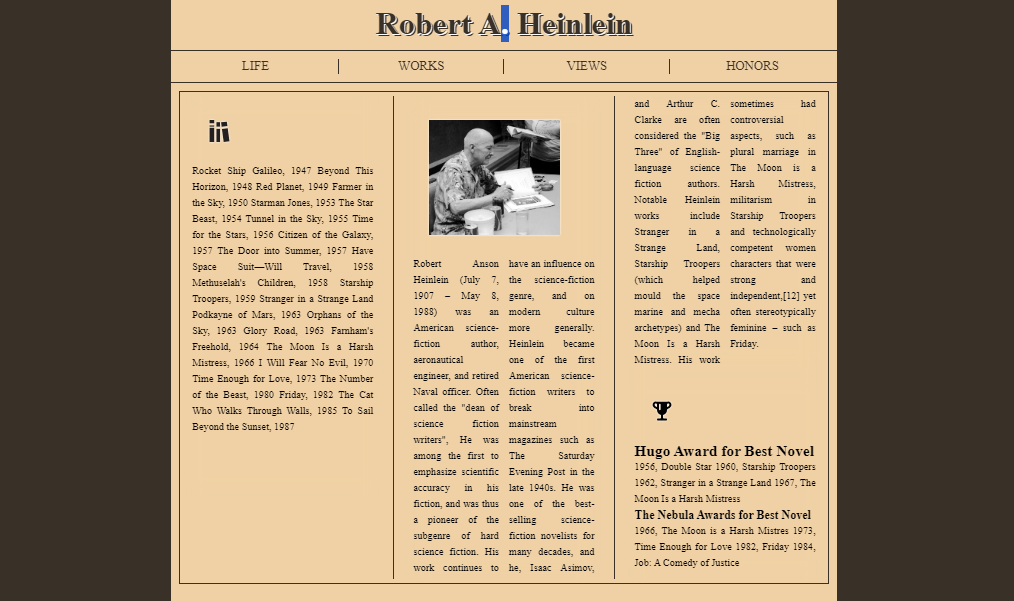 Robert A. Heinlein
LIFE
WORKS
VIEWS
HONORS
Rocket Ship Galileo, 1947 Beyond This
Horizon, 1948 Red Planet, 1949 Farmer in
the Sky, 1950 Starman Jones, 1953 The Star
Beast, 1954 Tunnel in the Sky, 1955 Time
for the Stars, 1956 Citizen of the Galaxy,
1957 The Door into Summer, 1957 Have
Space Suit—Will Travel, 1958
Methuselah's Children, 1958 Starship
Troopers, 1959 Stranger in a Strange Land
Podkayne of Mars, 1963 Orphans of the
Sky, 1963 Glory Road, 1963 Farnham's
Freehold, 1964 The Moon Is a Harsh
Mistress, 1966 I Will Fear No Evil, 1970
Time Enough for Love, 1973 The Number
of the Beast, 1980 Friday, 1982 The Cat
Who Walks Through Walls, 1985 To Sail
Beyond the Sunset, 1987
Robert Anson
Heinlein (July 7,
1907 – May 8,
1988) was an
American science-
fiction author,
aeronautical
engineer, and retired
Naval officer. Often
called the "dean of
science fiction
writers", He was
among the first to
emphasize scientific
accuracy in his
fiction, and was thus
a pioneer of the
subgenre of hard
science fiction. His
work continues to
have an influence on
the science-fiction
genre, and on
modern culture
more generally.
Heinlein became
one of the first
American science-
fiction writers to
break into
mainstream
magazines such as
The Saturday
Evening Post in the
late 1940s. He was
one of the best-
selling science-
fiction novelists for
many decades, and
he, Isaac Asimov,
and Arthur C.
Clarke are often
considered the "Big
Three" of English-
language science
fiction authors.
Notable Heinlein
works include
Stranger in a
Strange Land,
Starship Troopers
(which helped
mould the space
marine and mecha
archetypes) and The
Moon Is a Harsh
Mistress. His work
sometimes had
controversial
aspects, such as
plural marriage in
The Moon is a
Harsh Mistress,
militarism in
Starship Troopers
and technologically
competent women
characters that were
strong and
independent,[12] yet
often stereotypically
feminine – such as
Friday.
Hugo Award for Best Novel
1956, Double Star 1960, Starship Troopers
1962, Stranger in a Strange Land 1967, The
Moon Is a Harsh Mistress
The Nebula Awards for Best Novel
1966, The Moon is a Harsh Mistres 1973,
Time Enough for Love 1982, Friday 1984,
Job: A Comedy of Justice